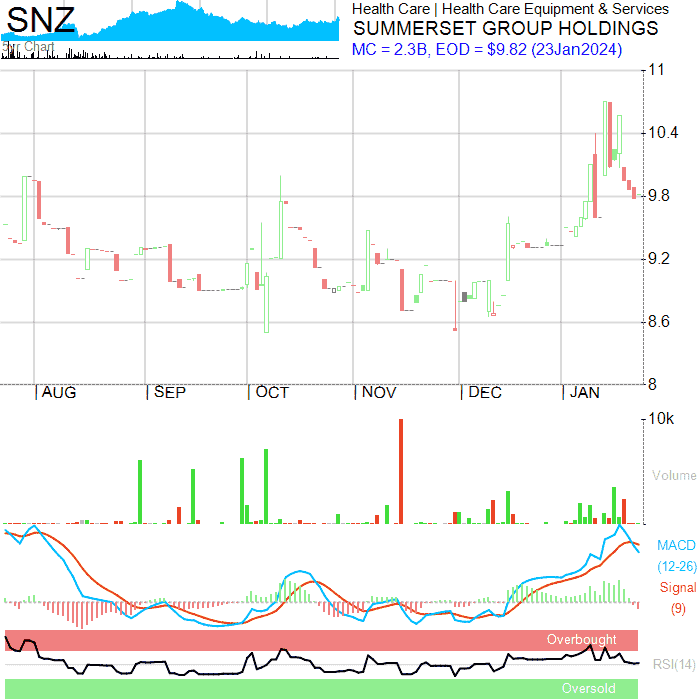 SNZ
Health Care | Health Care Equipment & Services
SUMMERSET GROUP HOLDINGS
5yr Chart
MC = 2.3B, EOD = $9.82 (23Jan2024)
11
10.4
9.8
9.2
8.6
8
| AUG | SEP | OCT | NOV | DEC | JAN
10k
Volume
MACD
(12-26)
Signal
(9)
Overbought
RSI(14)
Oversold